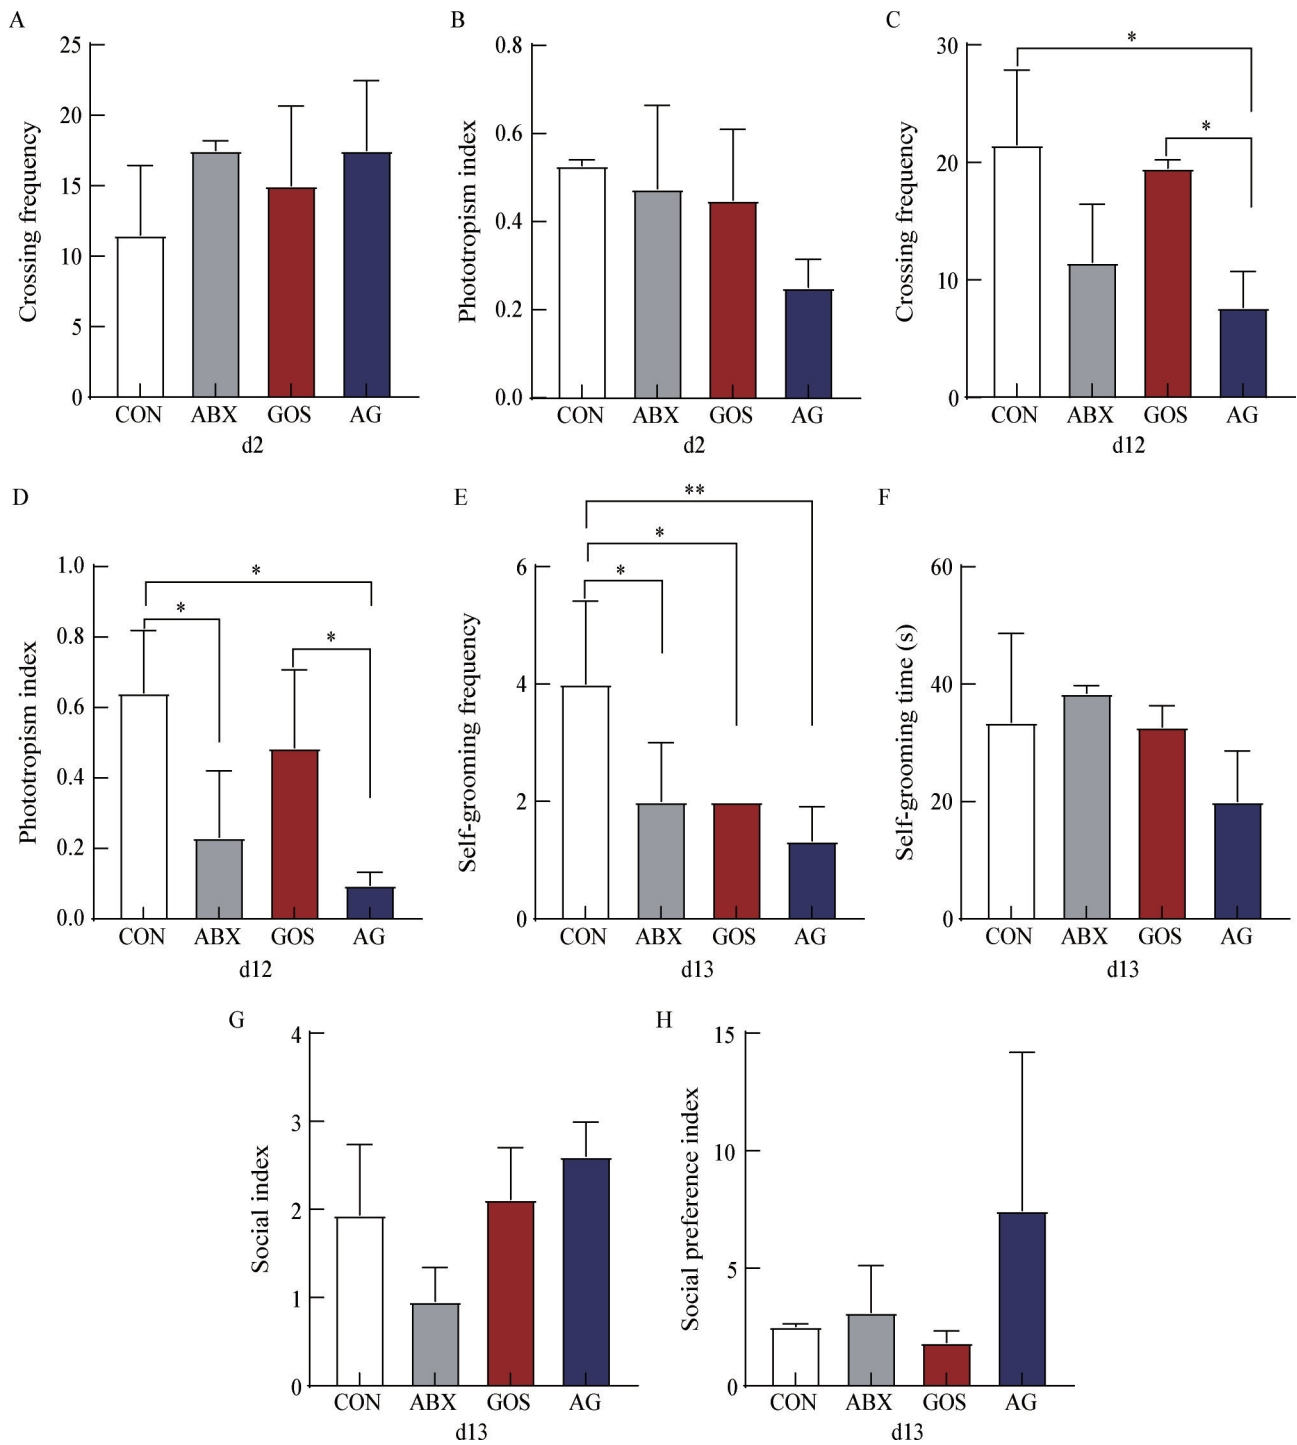 A
Crossing frequency
25
20
15
10
5
0
CON ABX GOS AG
d2
B
Phototropism index
0.8
0.6
0.4
0.2
0.0
CON ABX GOS AG
d2
C
Crossing frequency
30
20
10
0
*
*
CON ABX GOS AG
d12
D
Phototropism index
1.0
0.8
0.6
0.4
0.2
0.0
*
*
*
CON ABX GOS AG
d12
E
Self-grooming frequency
6
4
2
0
**
*
*
CON ABX GOS AG
d13
F
Self-grooming time (s)
60
40
20
0
CON ABX GOS AG
d13
G
Social index
4
3
2
1
0
CON ABX GOS AG
d13
H
Social preference index
15
10
5
0
CON ABX GOS AG
d13